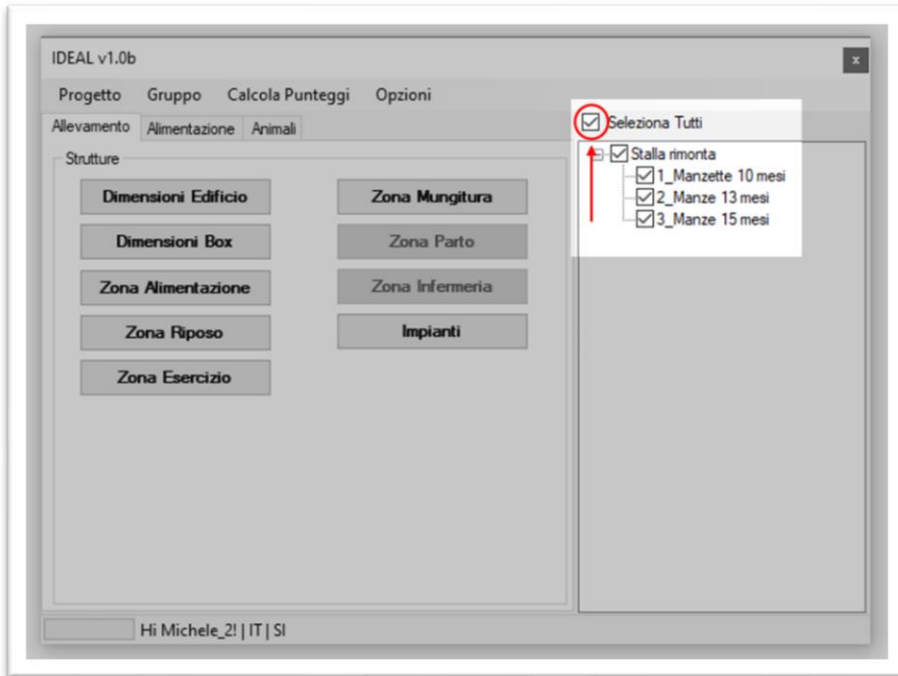 IDEAL v1.0b
x
Progetto Gruppo Calcola Punteggi Opzioni
Allevamento Alimentazione Animali
Seleziona Tutti
Strutture
Stalla rimonta
1_Manzette 10 mesi
2_Manze 13 mesi
3_Manze 15 mesi
Dimensioni Edificio
Zona Mungitura
Dimensioni Box
Zona Parto
Zona Alimentazione
Zona Infermeria
Zona Riposo
Impianti
Zona Esercizio
Hi Michele_2! | IT | SI